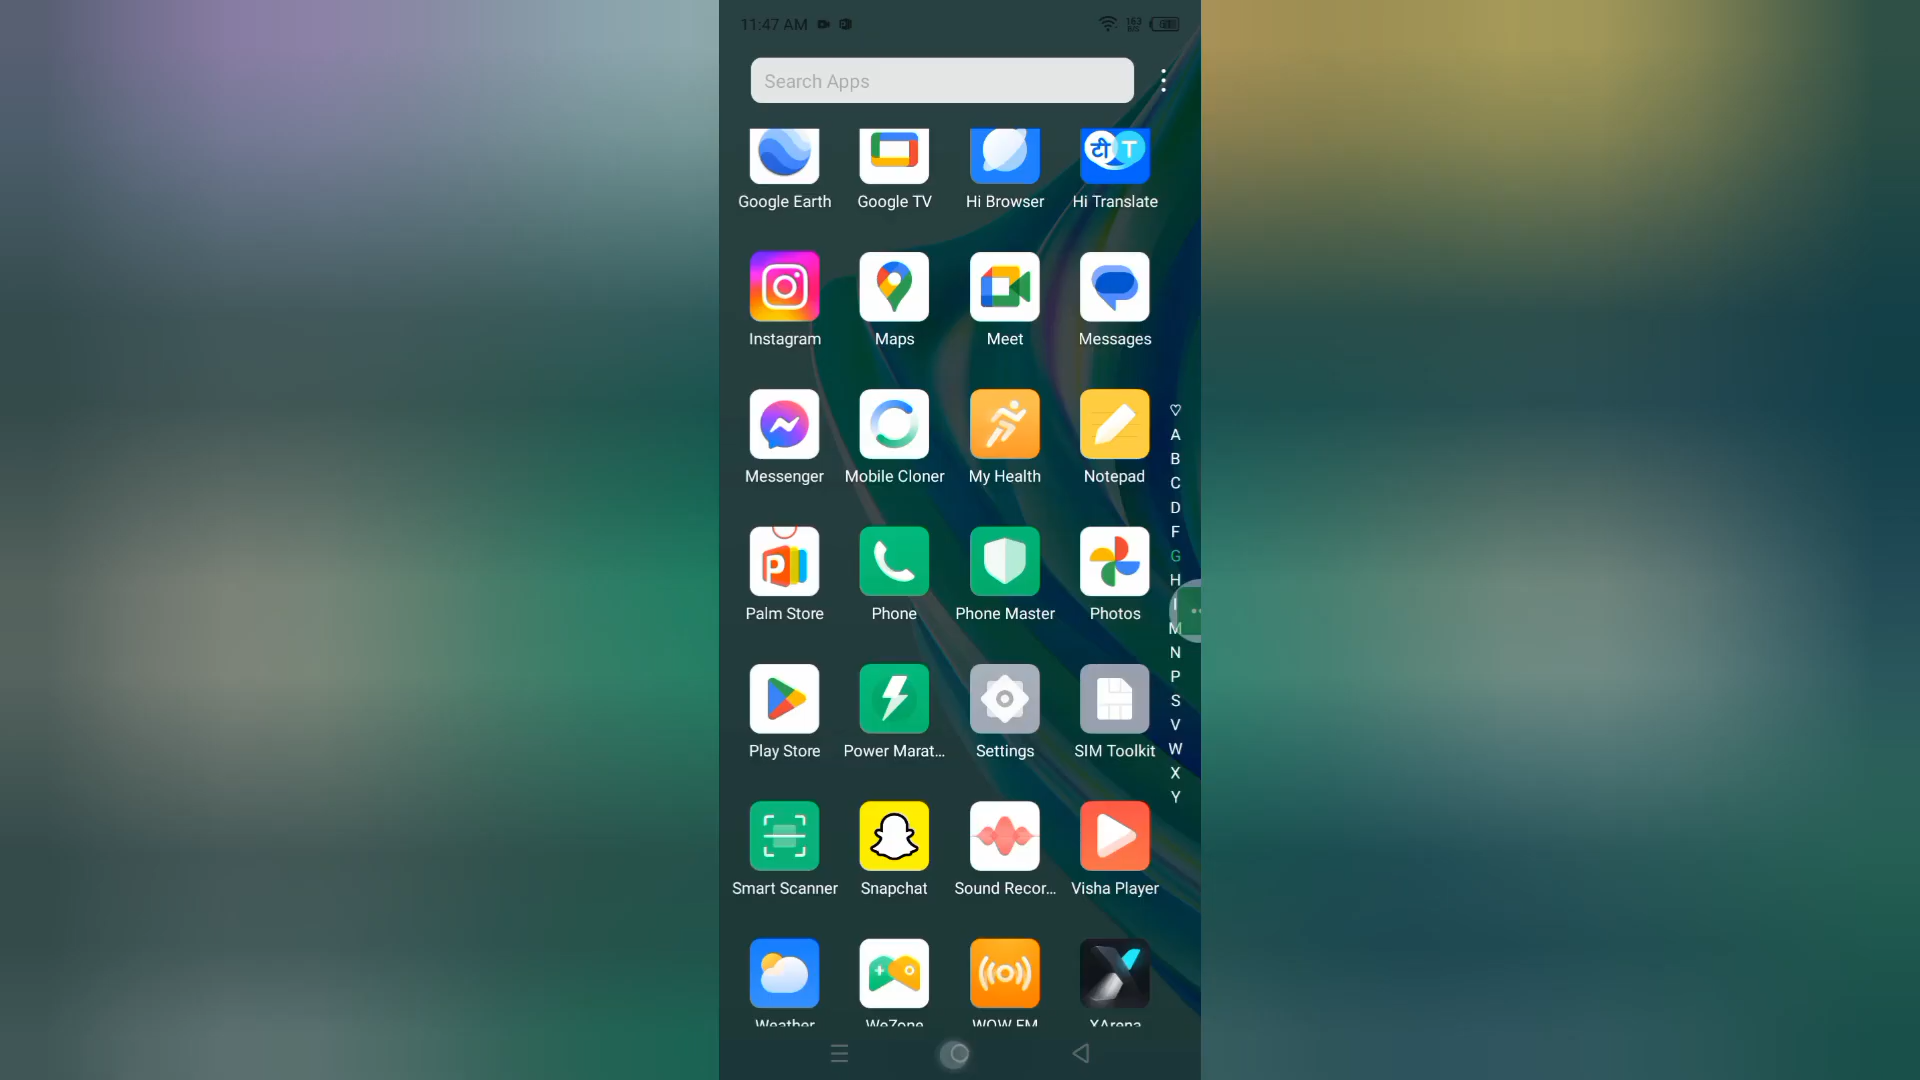 11:47 AM
Search Apps
Google Earth
Google TV
Hi Browser
टी T
Hi Translate
Instagram
Maps
Meet
Messages
Messenger
Mobile Cloner
My Health
Notepad
Palm Store
Phone
Phone Master
Photos
Play Store
Power Marat...
Settings
SIM Toolkit
Smart Scanner
Snapchat
Sound Recor...
Visha Player
Weather
WeZone
WOW FM
XArena
A
B
C
D
F
G
H
I
M
N
P
S
V
W
X
Y